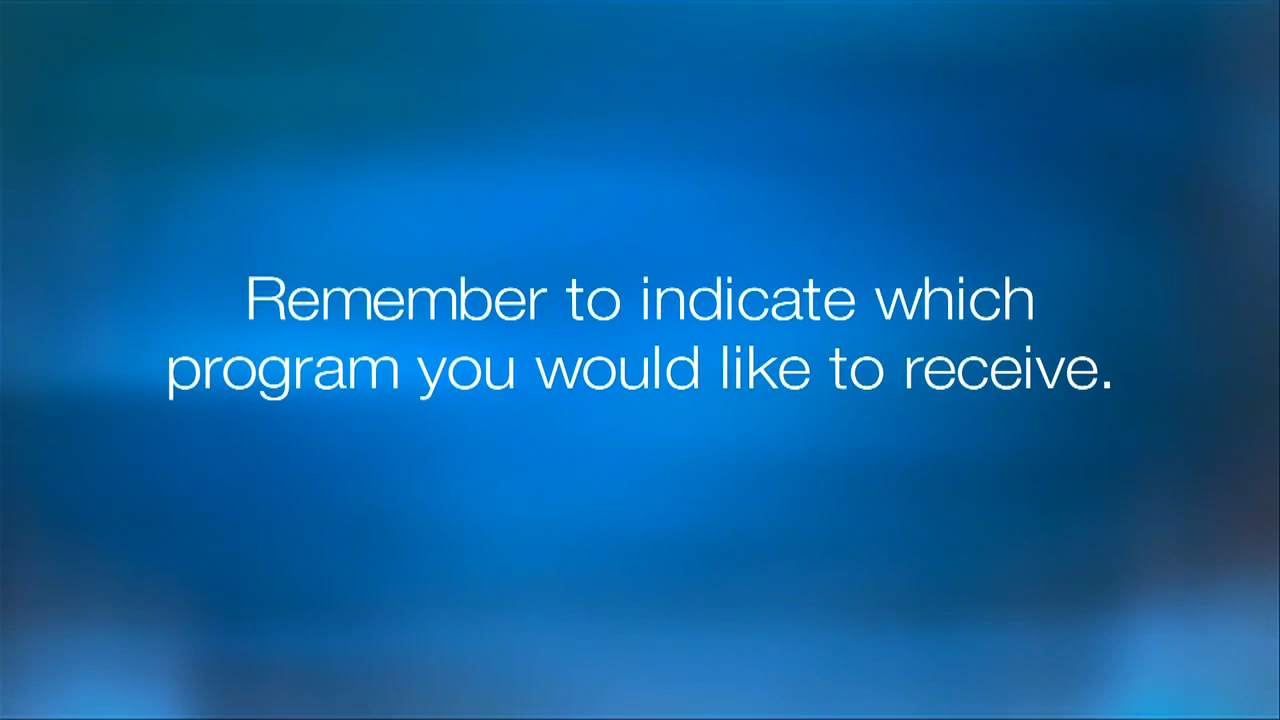 Remember to indicate which
program you would like to receive.